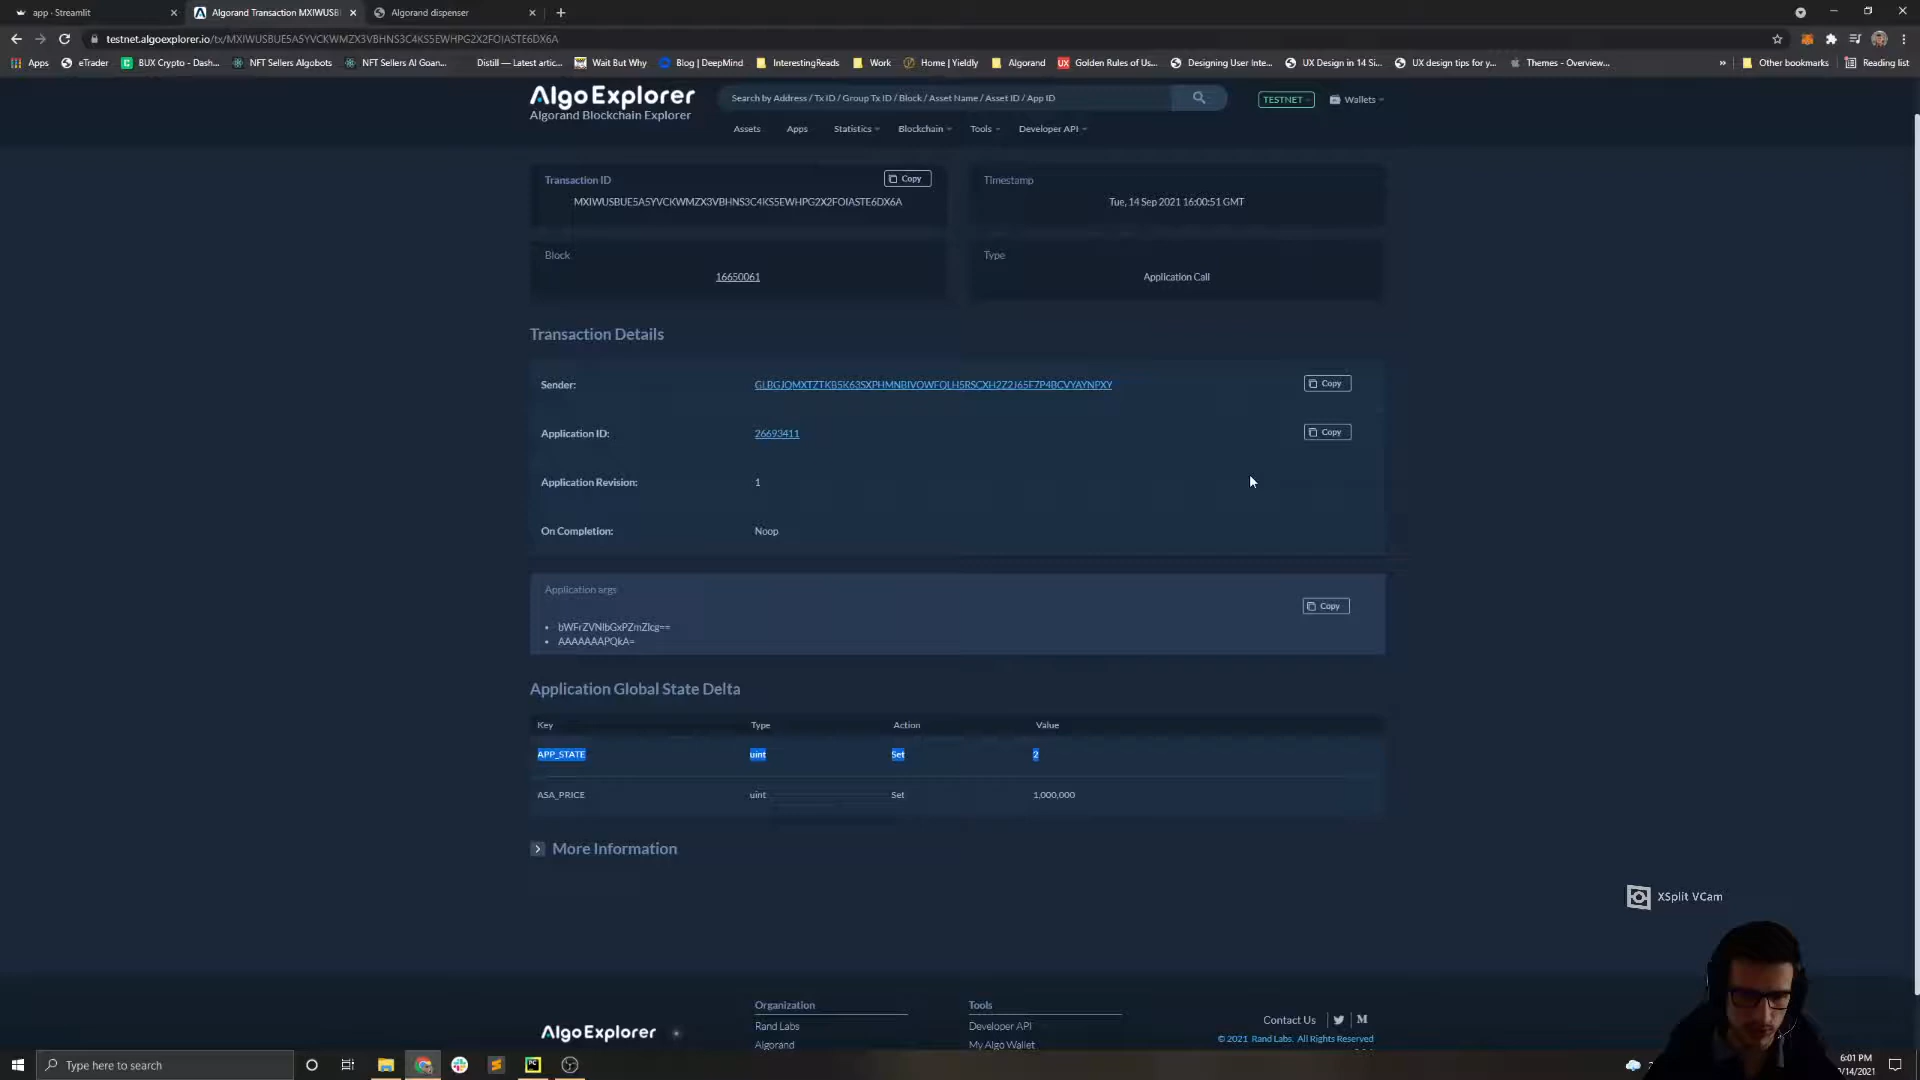 app · Streamlit
Algorand Transaction MXIWUSB
Algorand dispenser
testnet.algoexplorer.io/tx/MXIWUSBUE5A5YVCKWMZX3VBHNS3C4KS5EWHPG2X2FOIASTE6DX6A
Apps eTrader BUX Crypto - Dash... NFT Sellers Algobots NFT Sellers AI Goan... Distill — Latest artic... Wait But Why Blog | DeepMind InterestingReads Work Home | Yieldly Algorand Golden Rules of Us... Designing User Inte... UX Design in 14 Si... UX design tips for y... Themes - Overview... » Other bookmarks Reading list
AlgoExplorer
Algorand Blockchain Explorer
Search by Address / Tx ID / Group Tx ID / Block / Asset Name / Asset ID / App ID
TESTNET
Wallets
Assets Apps Statistics Blockchain Tools Developer API
Transaction ID
Copy
MXIWUSBUE5A5YVCKWMZX3VBHNS3C4KS5EWHPG2X2FOIASTE6DX6A
Timestamp
Tue, 14 Sep 2021 16:00:51 GMT
Block
16650061
Type
Application Call
Transaction Details
Sender: GLBGJQMXTZTKB5K63SXPHMNBIVOWFQLH5RSCXH2Z2J65F7P4BCVYAYNPXY Copy
Application ID: 26693411 Copy
Application Revision: 1
On Completion: Noop
Application args
Copy
• bWFrZVNlbGxPZmZlcg==
• AAAAAAAPQkA=
Application Global State Delta
Key Type Action Value
APP_STATE uint Set 2
ASA_PRICE uint Set 1,000,000
More Information
XSplit VCam
AlgoExplorer
Organization
Rand Labs
Algorand
Tools
Developer API
My Algo Wallet
Contact Us
© 2021 Rand Labs. All Rights Reserved
Type here to search
6:01 PM
/14/2021